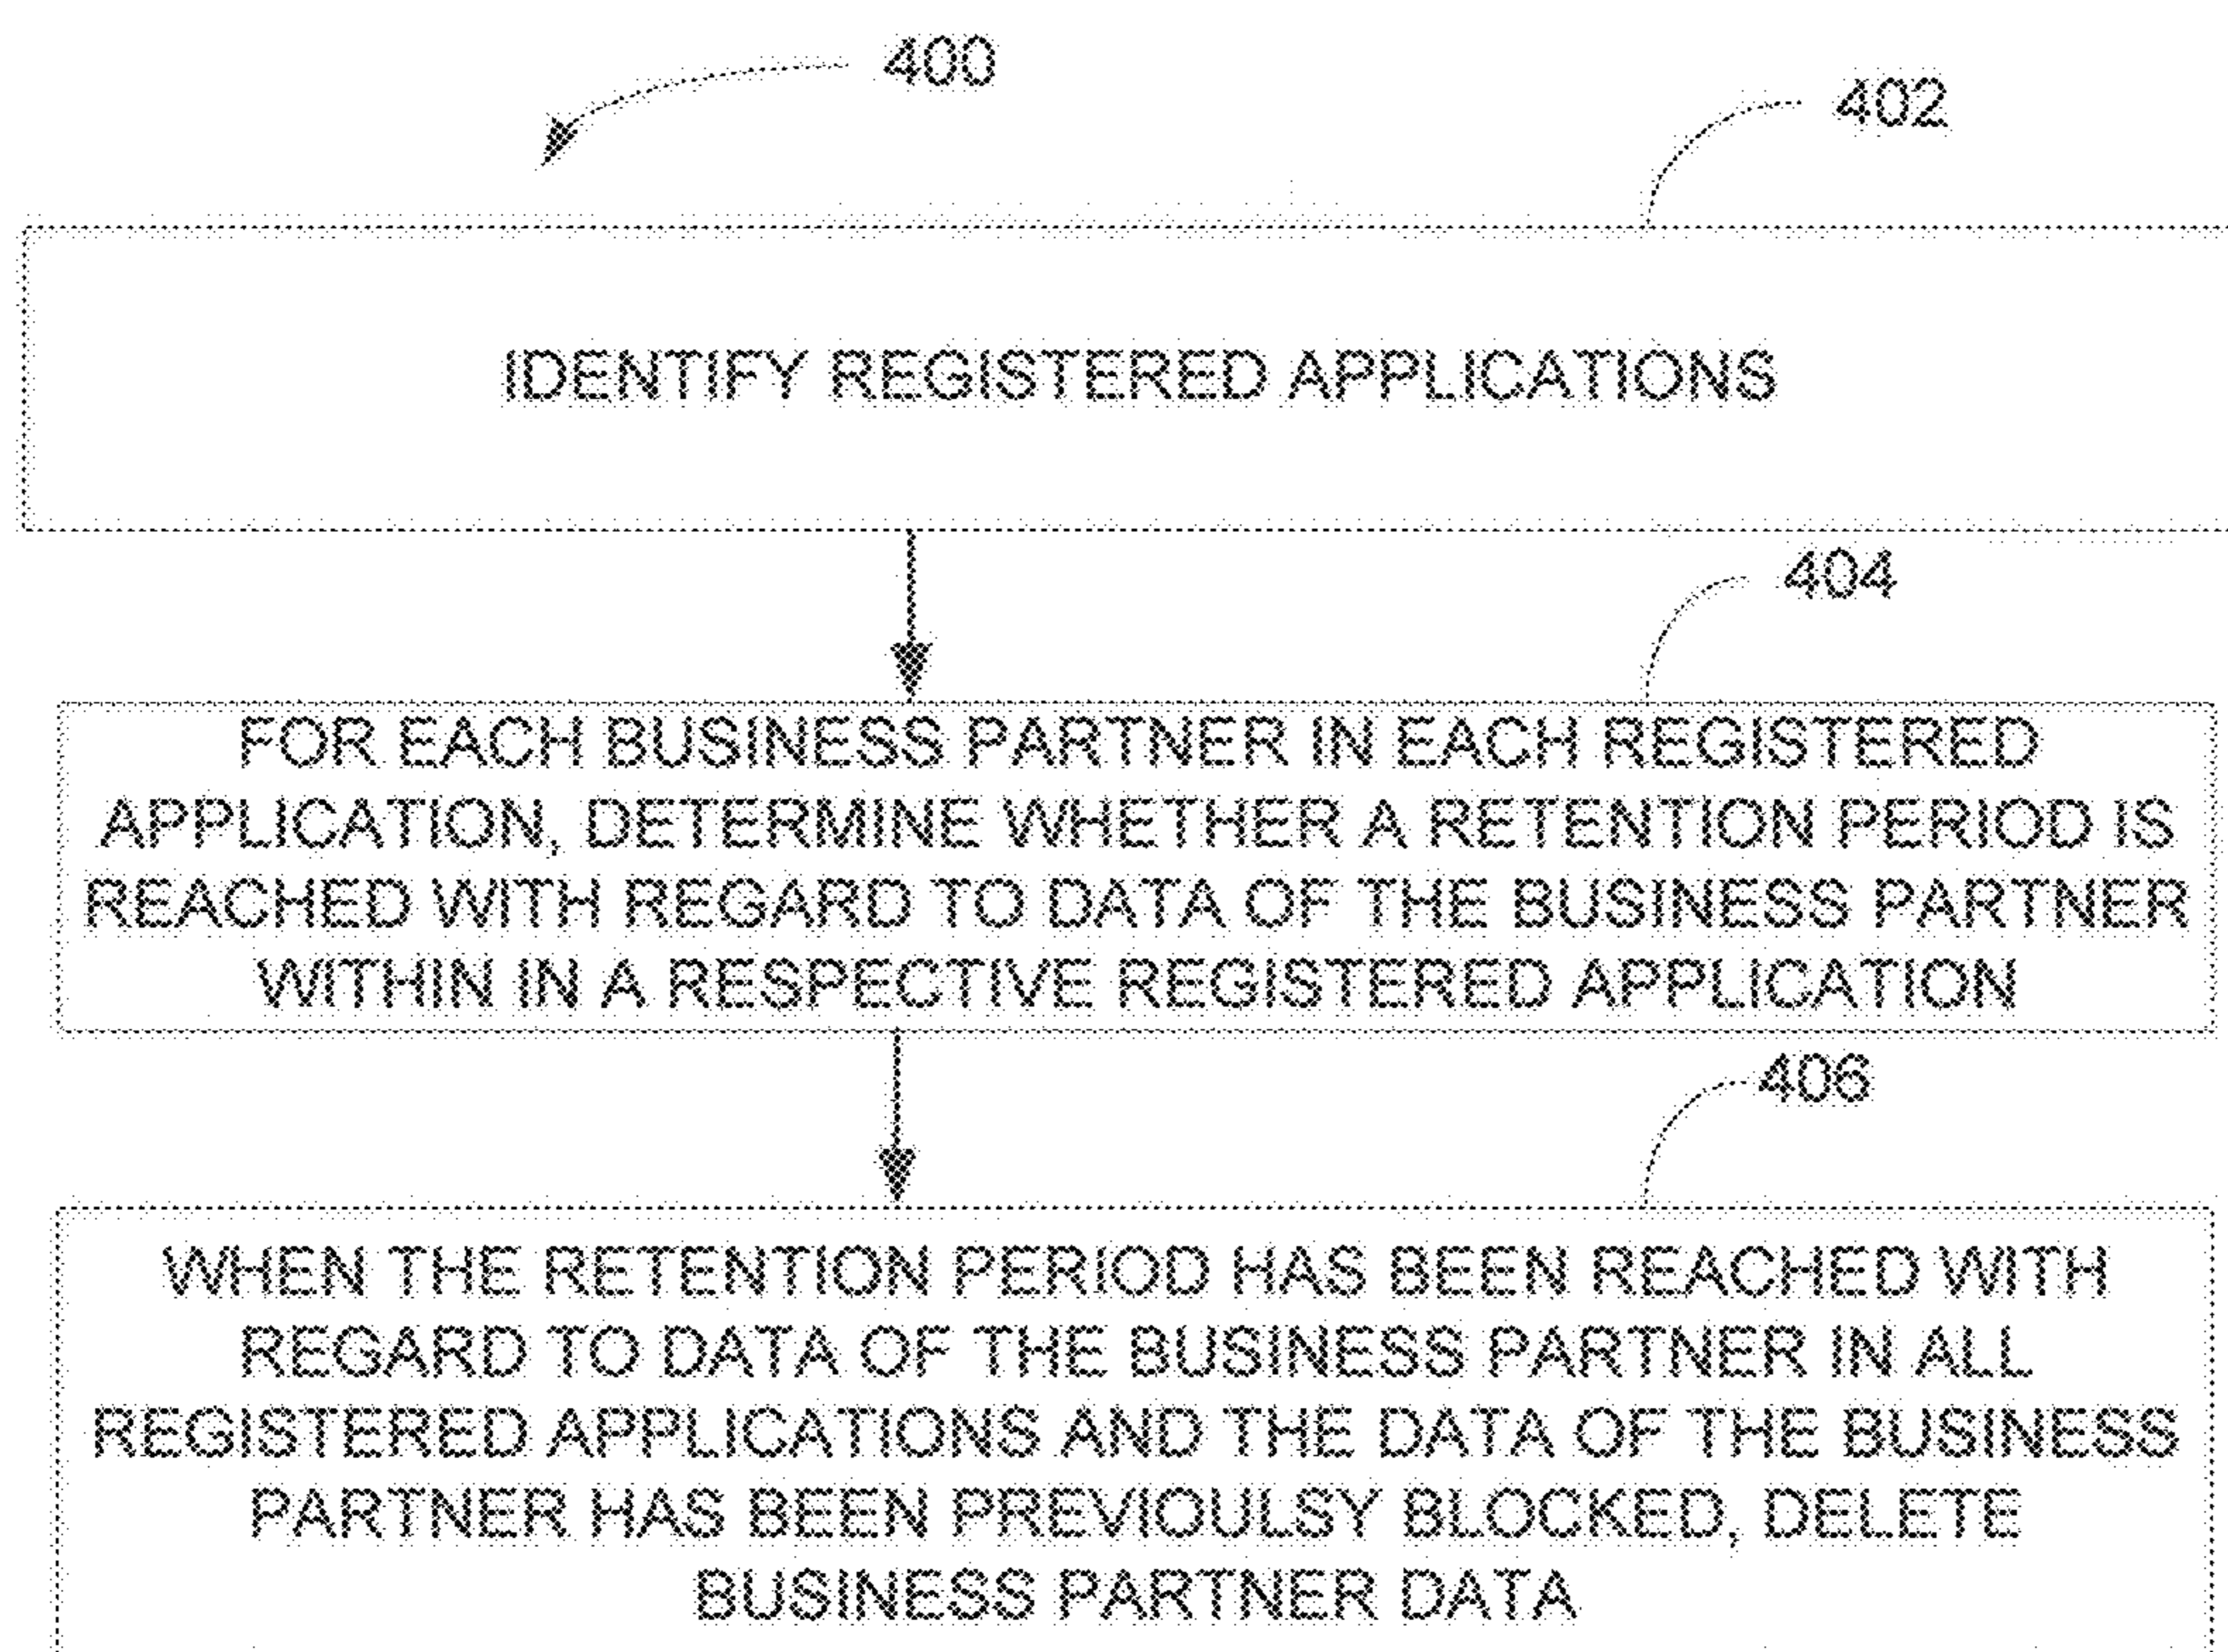 400
402
IDENTIFY REGISTERED APPLICATIONS
404
FOR EACH BUSINESS PARTNER IN EACH REGISTERED
APPLICATION, DETERMINE WHETHER A RETENTION PERIOD IS
REACHED WITH REGARD TO DATA OF THE BUSINESS PARTNER
WITHIN IN A RESPECTIVE REGISTERED APPLICATION
406
WHEN THE RETENTION PERIOD HAS BEEN REACHED WITH
REGARD TO DATA OF THE BUSINESS PARTNER IN ALL
REGISTERED APPLICATIONS AND THE DATA OF THE BUSINESS
PARTNER HAS BEEN PREVIOULSY BLOCKED, DELETE
BUSINESS PARTNER DATA